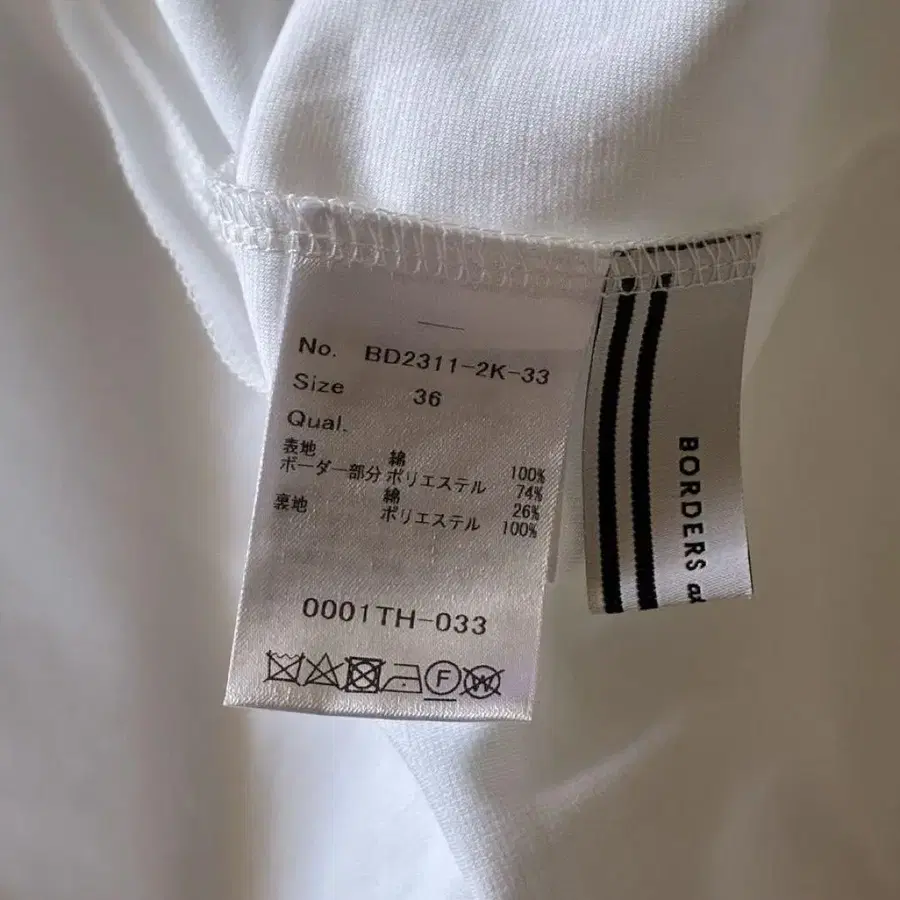 No. BD2311-2K-33
Size 36
Qual.
表地 綿 100%
ボーダー部分 ポリエステル 74%
綿 26%
裏地 ポリエステル 100%
0001TH-033
F
W
BORDERS at